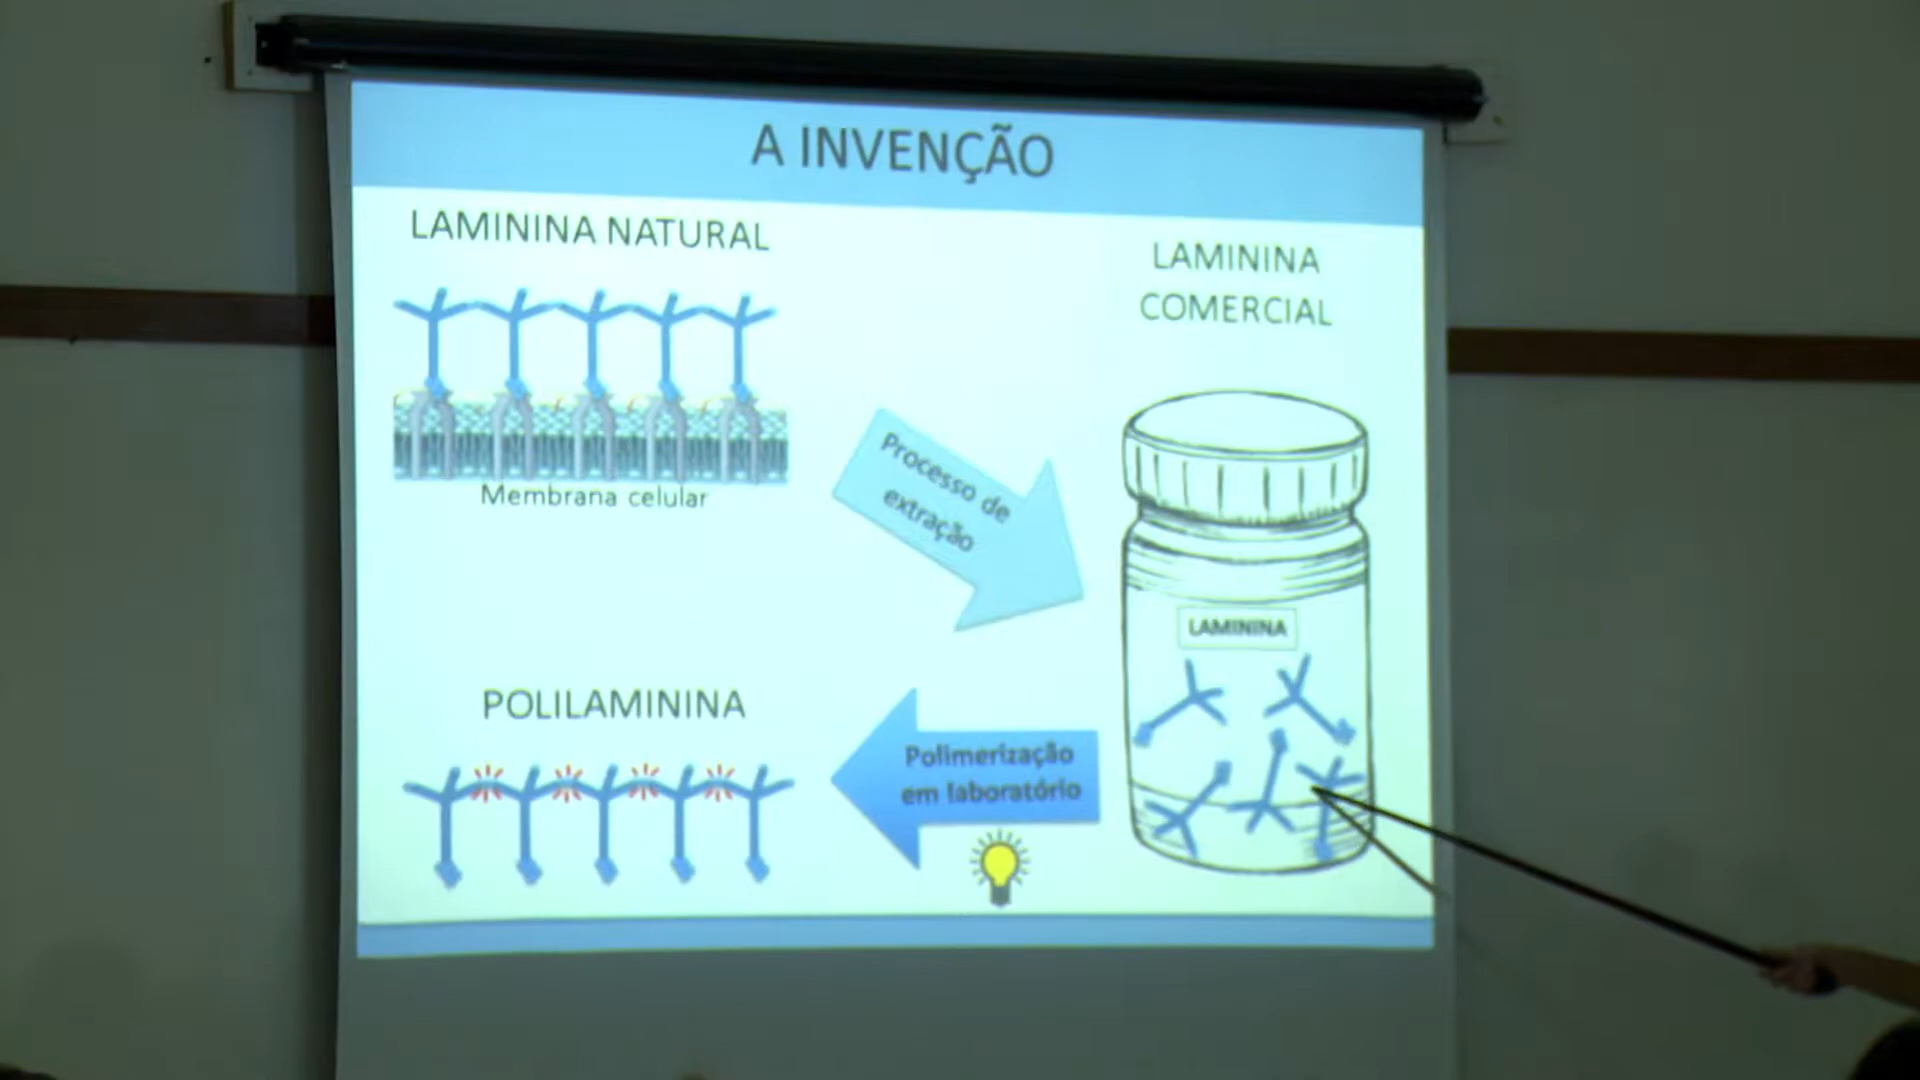 A INVENÇÃO
LAMININA NATURAL
LAMININA
COMERCIAL
Membrana celular
Processo de
extração
LAMININA
POLILAMININA
Polimerização
em laboratório